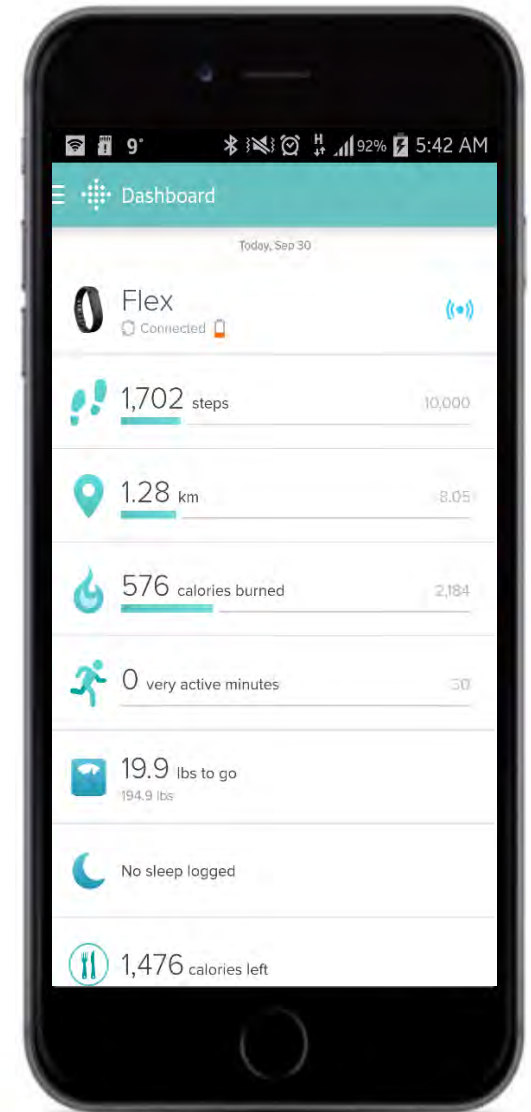 9° H 92% 5:42 AM
Dashboard
Today, Sep 30
Flex
Connected
1,702 steps 10,000
1.28 km 8.05
576 calories burned 2,184
0 very active minutes 30
19.9 lbs to go
194.9 lbs
No sleep logged
1,476 calories left